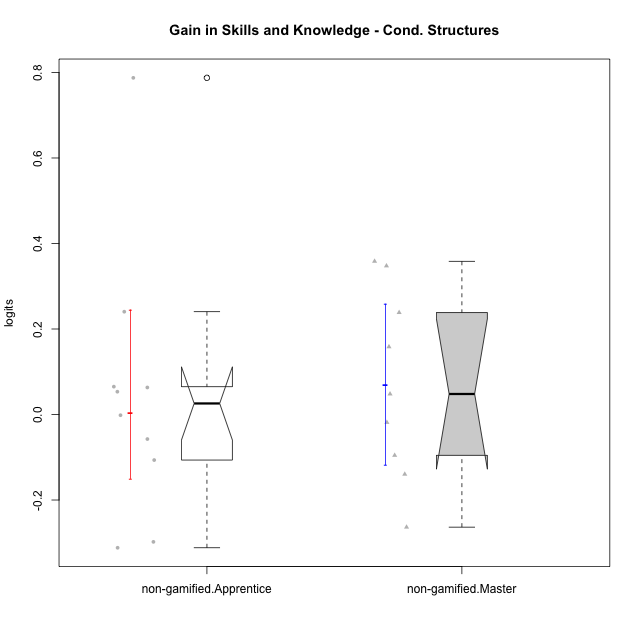 Gain in Skills and Knowledge - Cond. Structures
0.8
0.6
0.4
0.2
0.0
-0.2
logits
non-gamified.Apprentice
non-gamified.Master